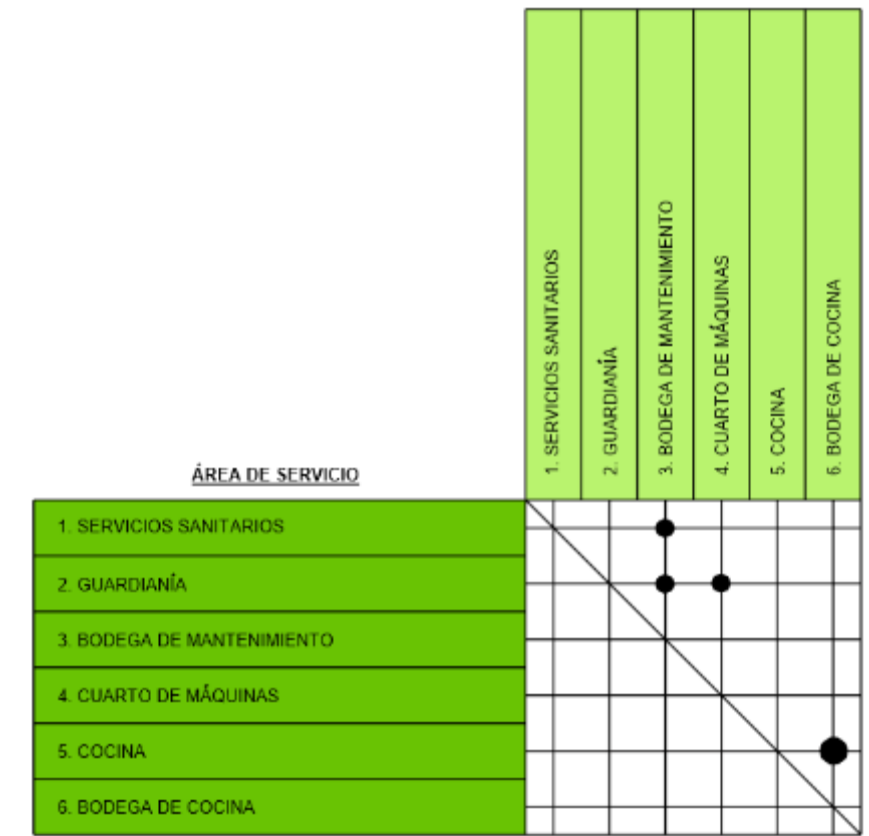 1. SERVICIOS SANITARIOS
2. GUARDIANÍA
3. BODEGA DE MANTENIMIENTO
4. CUARTO DE MÁQUINAS
5. COCINA
6. BODEGA DE COCINA
ÁREA DE SERVICIO
1. SERVICIOS SANITARIOS
2. GUARDIANÍA
3. BODEGA DE MANTENIMIENTO
4. CUARTO DE MÁQUINAS
5. COCINA
6. BODEGA DE COCINA